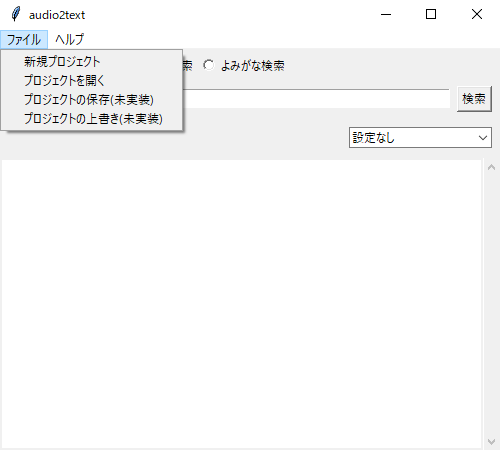 audio2text
ファイル ヘルプ
新規プロジェクト
プロジェクトを開く
プロジェクトの保存(未実装)
プロジェクトの上書き(未実装)
索 よみがな検索
検索
設定なし